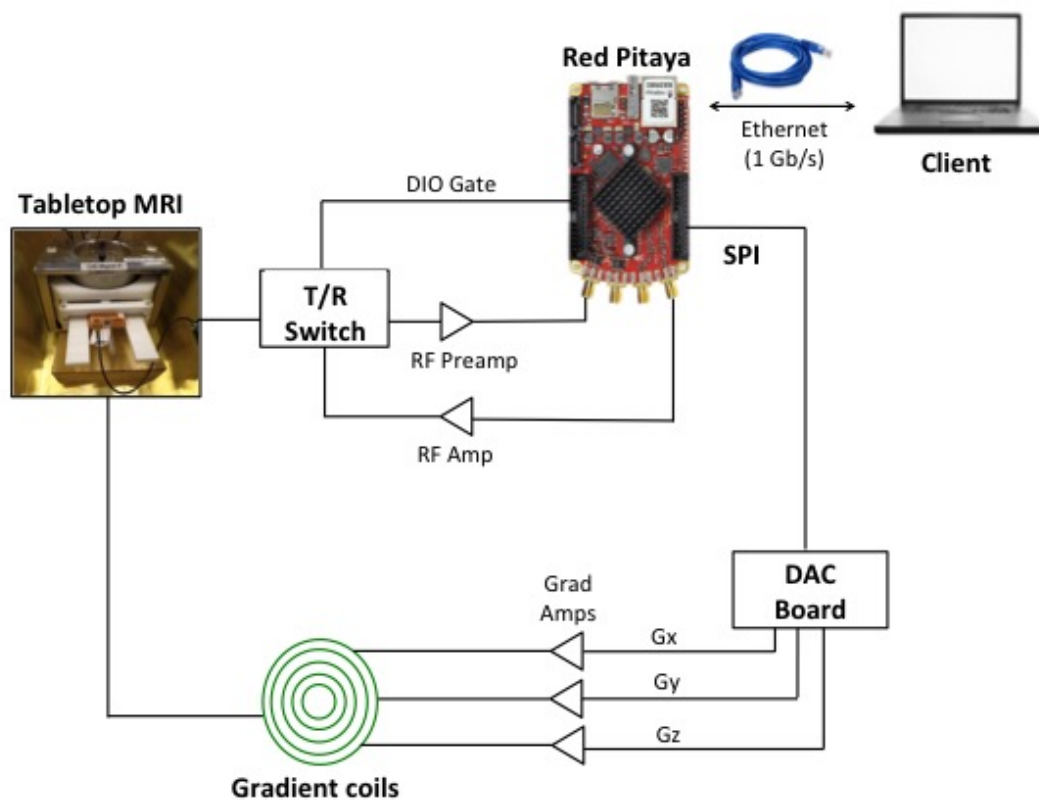 Red Pitaya
Ethernet
(1 Gb/s)
Client
DIO Gate
Tabletop MRI
SPI
T/R
Switch
RF Preamp
RF Amp
DAC
Board
Grad
Amps
Gx
Gy
Gz
Gradient coils